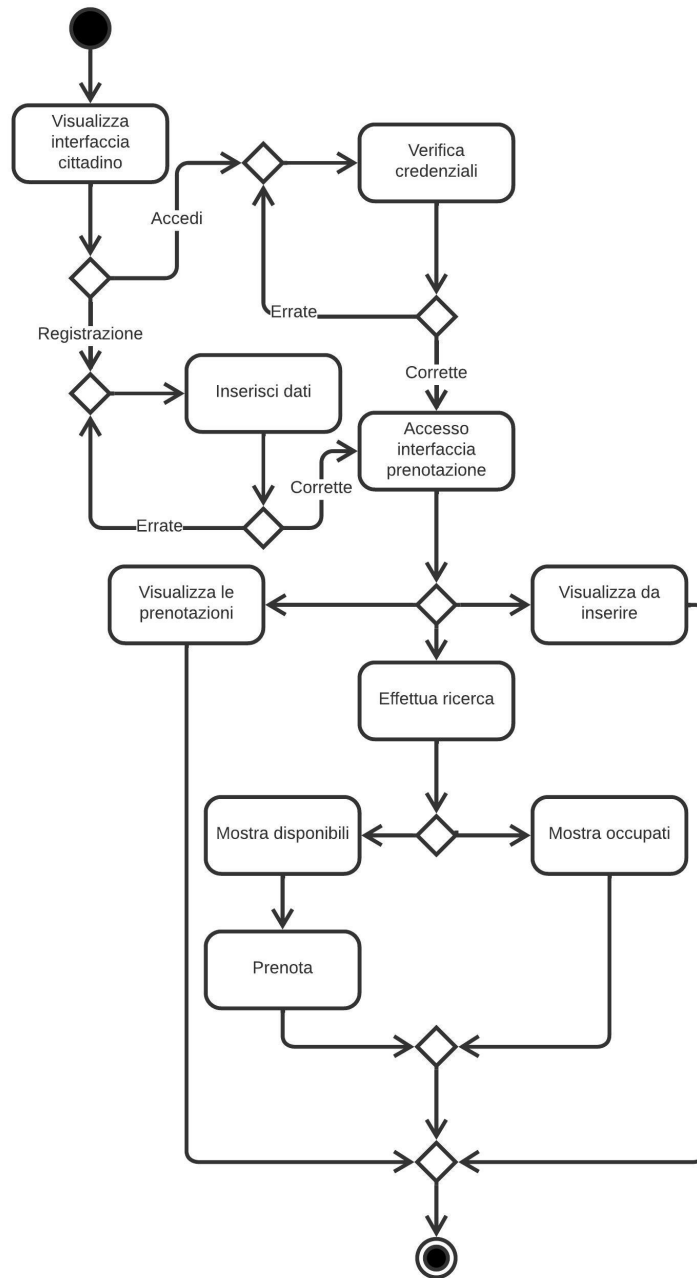 Visualizza
interfaccia
cittadino
Verifica
credenziali
Accedi
Errate
Registrazione
Corrette
Inserisci dati
Accesso
interfaccia
prenotazione
Corrette
Errate
Visualizza le
prenotazioni
Visualizza da
inserire
Effettua ricerca
Mostra disponibili
Mostra occupati
Prenota